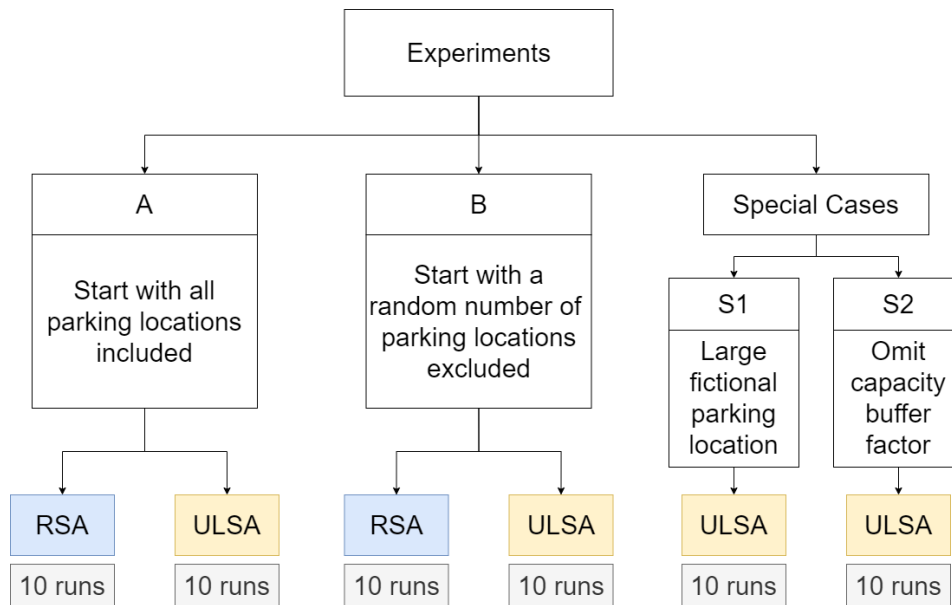 Experiments
A
Start with all
parking locations
included
B
Start with a
random number of
parking locations
excluded
Special Cases
S1
Large
fictional
parking
location
S2
Omit
capacity
buffer
factor
RSA
ULSA
RSA
ULSA
ULSA
ULSA
10 runs
10 runs
10 runs
10 runs
10 runs
10 runs